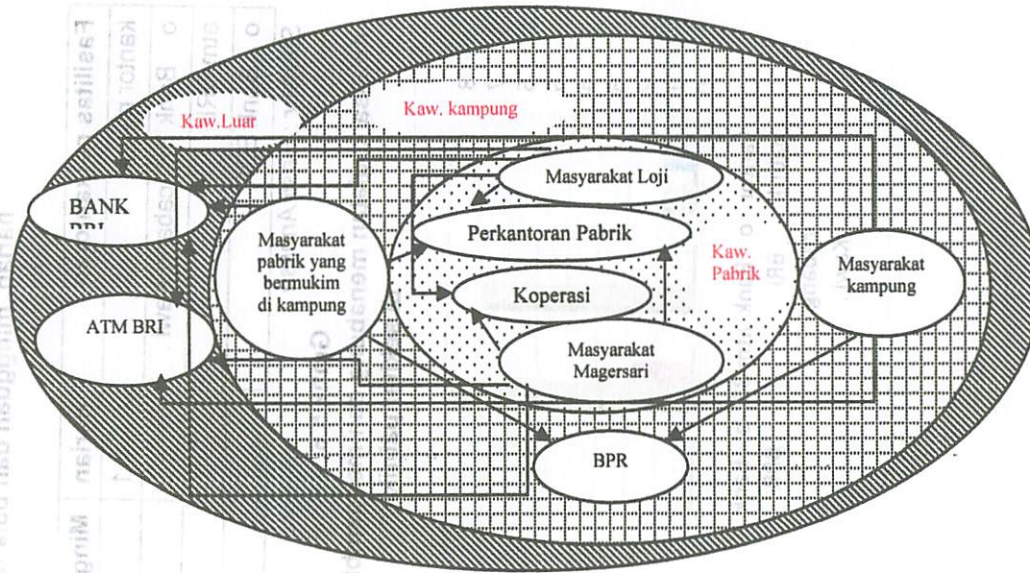 Kaw.Luar
Kaw. kampung
BANK
BRI
ATM BRI
Masyarakat
pabrik yang
bermukim
di kampung
Masyarakat Loji
Perkantoran Pabrik
Koperasi
Masyarakat
Magersari
Kaw.
Pabrik
Masyarakat
kampung
BPR